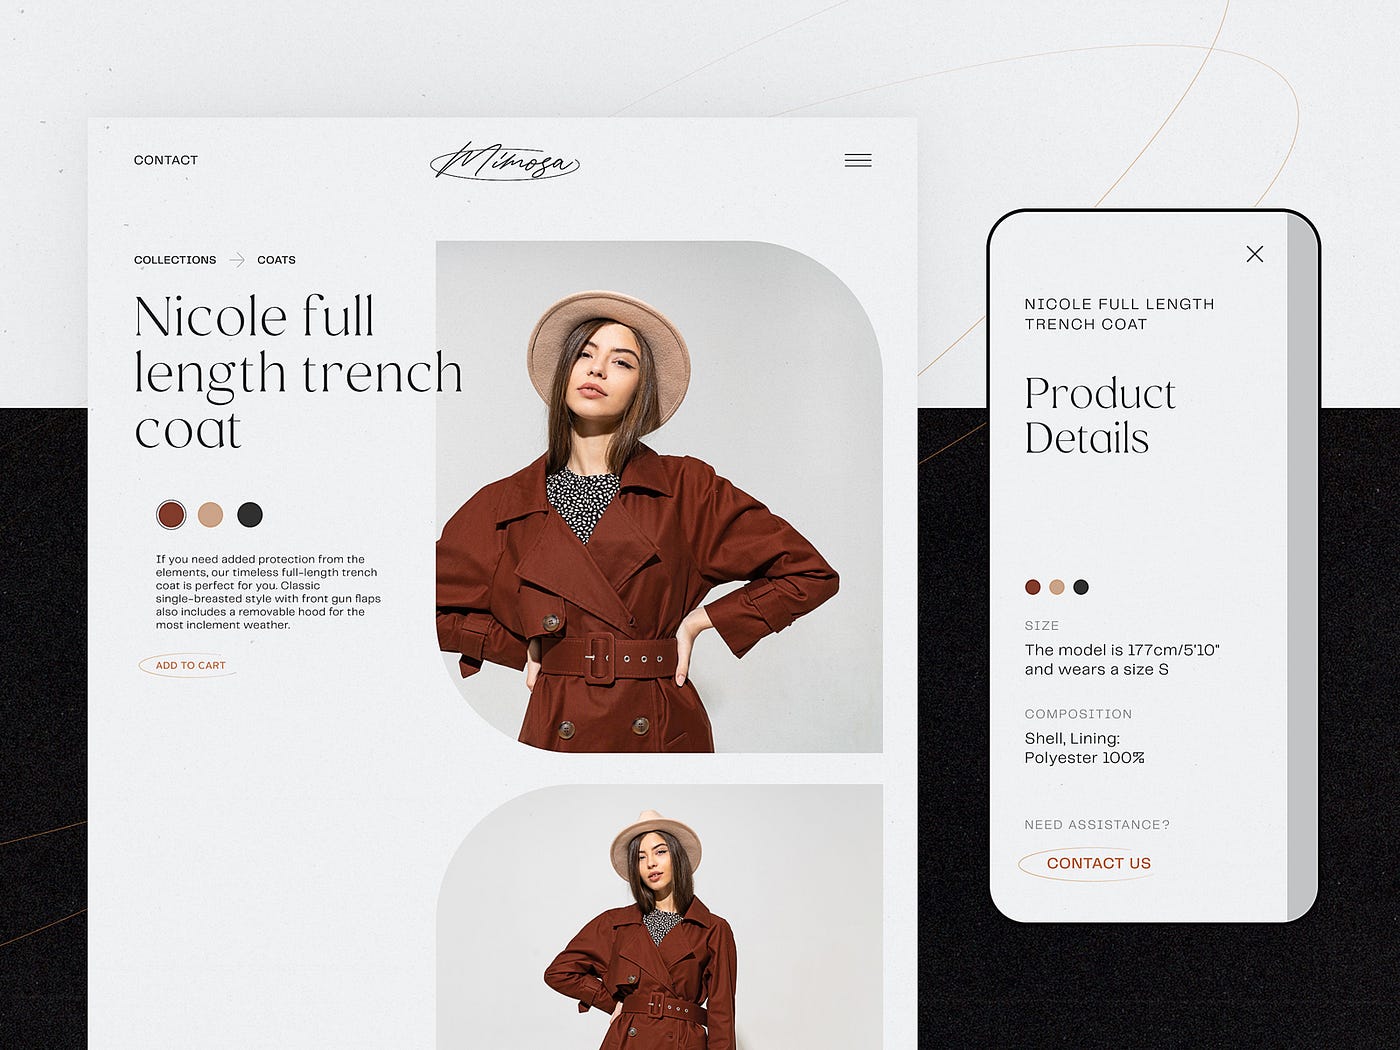 CONTACT
Mimosa
COLLECTIONS → COATS
Nicole full
length trench
coat
If you need added protection from the
elements, our timeless full-length trench
coat is perfect for you. Classic
single-breasted style with front gun flaps
also includes a removable hood for the
most inclement weather.
ADD TO CART
NICOLE FULL LENGTH
TRENCH COAT
Product
Details
SIZE
The model is 177cm/5'10"
and wears a size S
COMPOSITION
Shell, Lining:
Polyester 100%
NEED ASSISTANCE?
CONTACT US